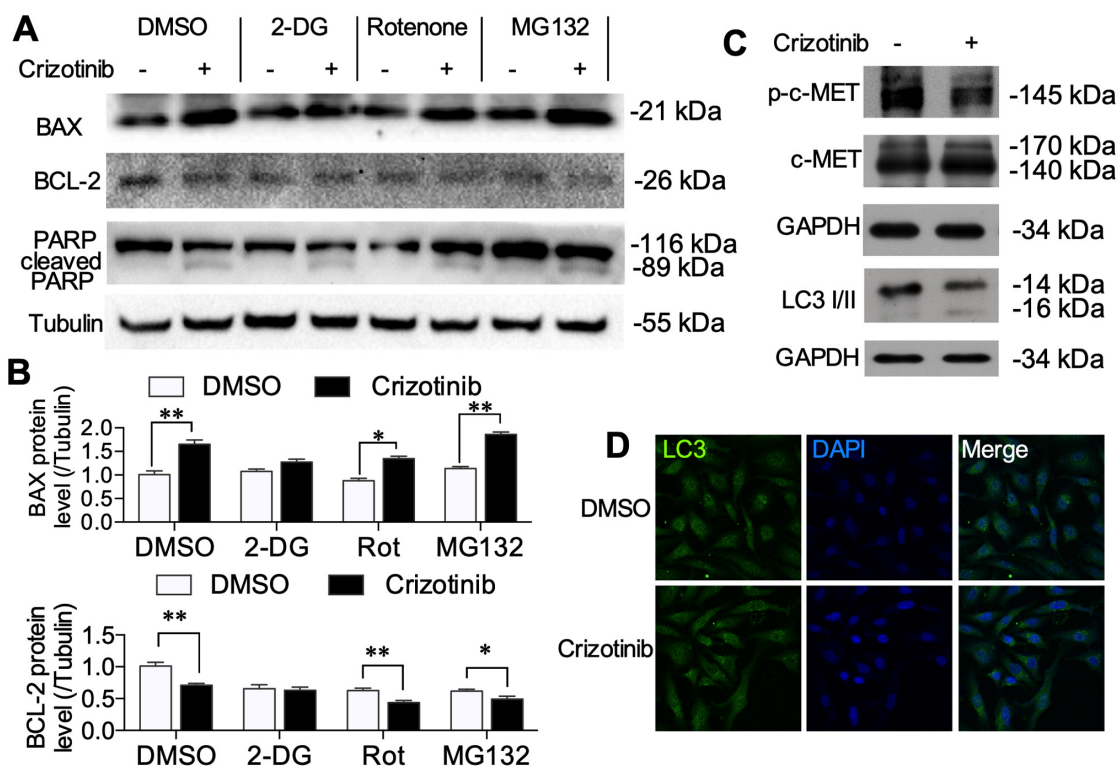 A
DMSO 2-DG Rotenone MG132
Crizotinib - + - + - + - +
BAX -21 kDa
BCL-2 -26 kDa
PARP -116 kDa
cleaved
PARP -89 kDa
Tubulin -55 kDa
B
DMSO Crizotinib
BAX protein
level (/Tubulin)
2.0
1.5
1.0
0.5
0.0
** * **
DMSO 2-DG Rot MG132
DMSO Crizotinib
BCL-2 protein
level (/Tubulin)
1.5
1.0
0.5
0.0
** ** *
DMSO 2-DG Rot MG132
C
Crizotinib - +
p-c-MET -145 kDa
c-MET -170 kDa
-140 kDa
GAPDH -34 kDa
LC3 I/II -14 kDa
-16 kDa
GAPDH -34 kDa
D
LC3 DAPI Merge
DMSO
Crizotinib